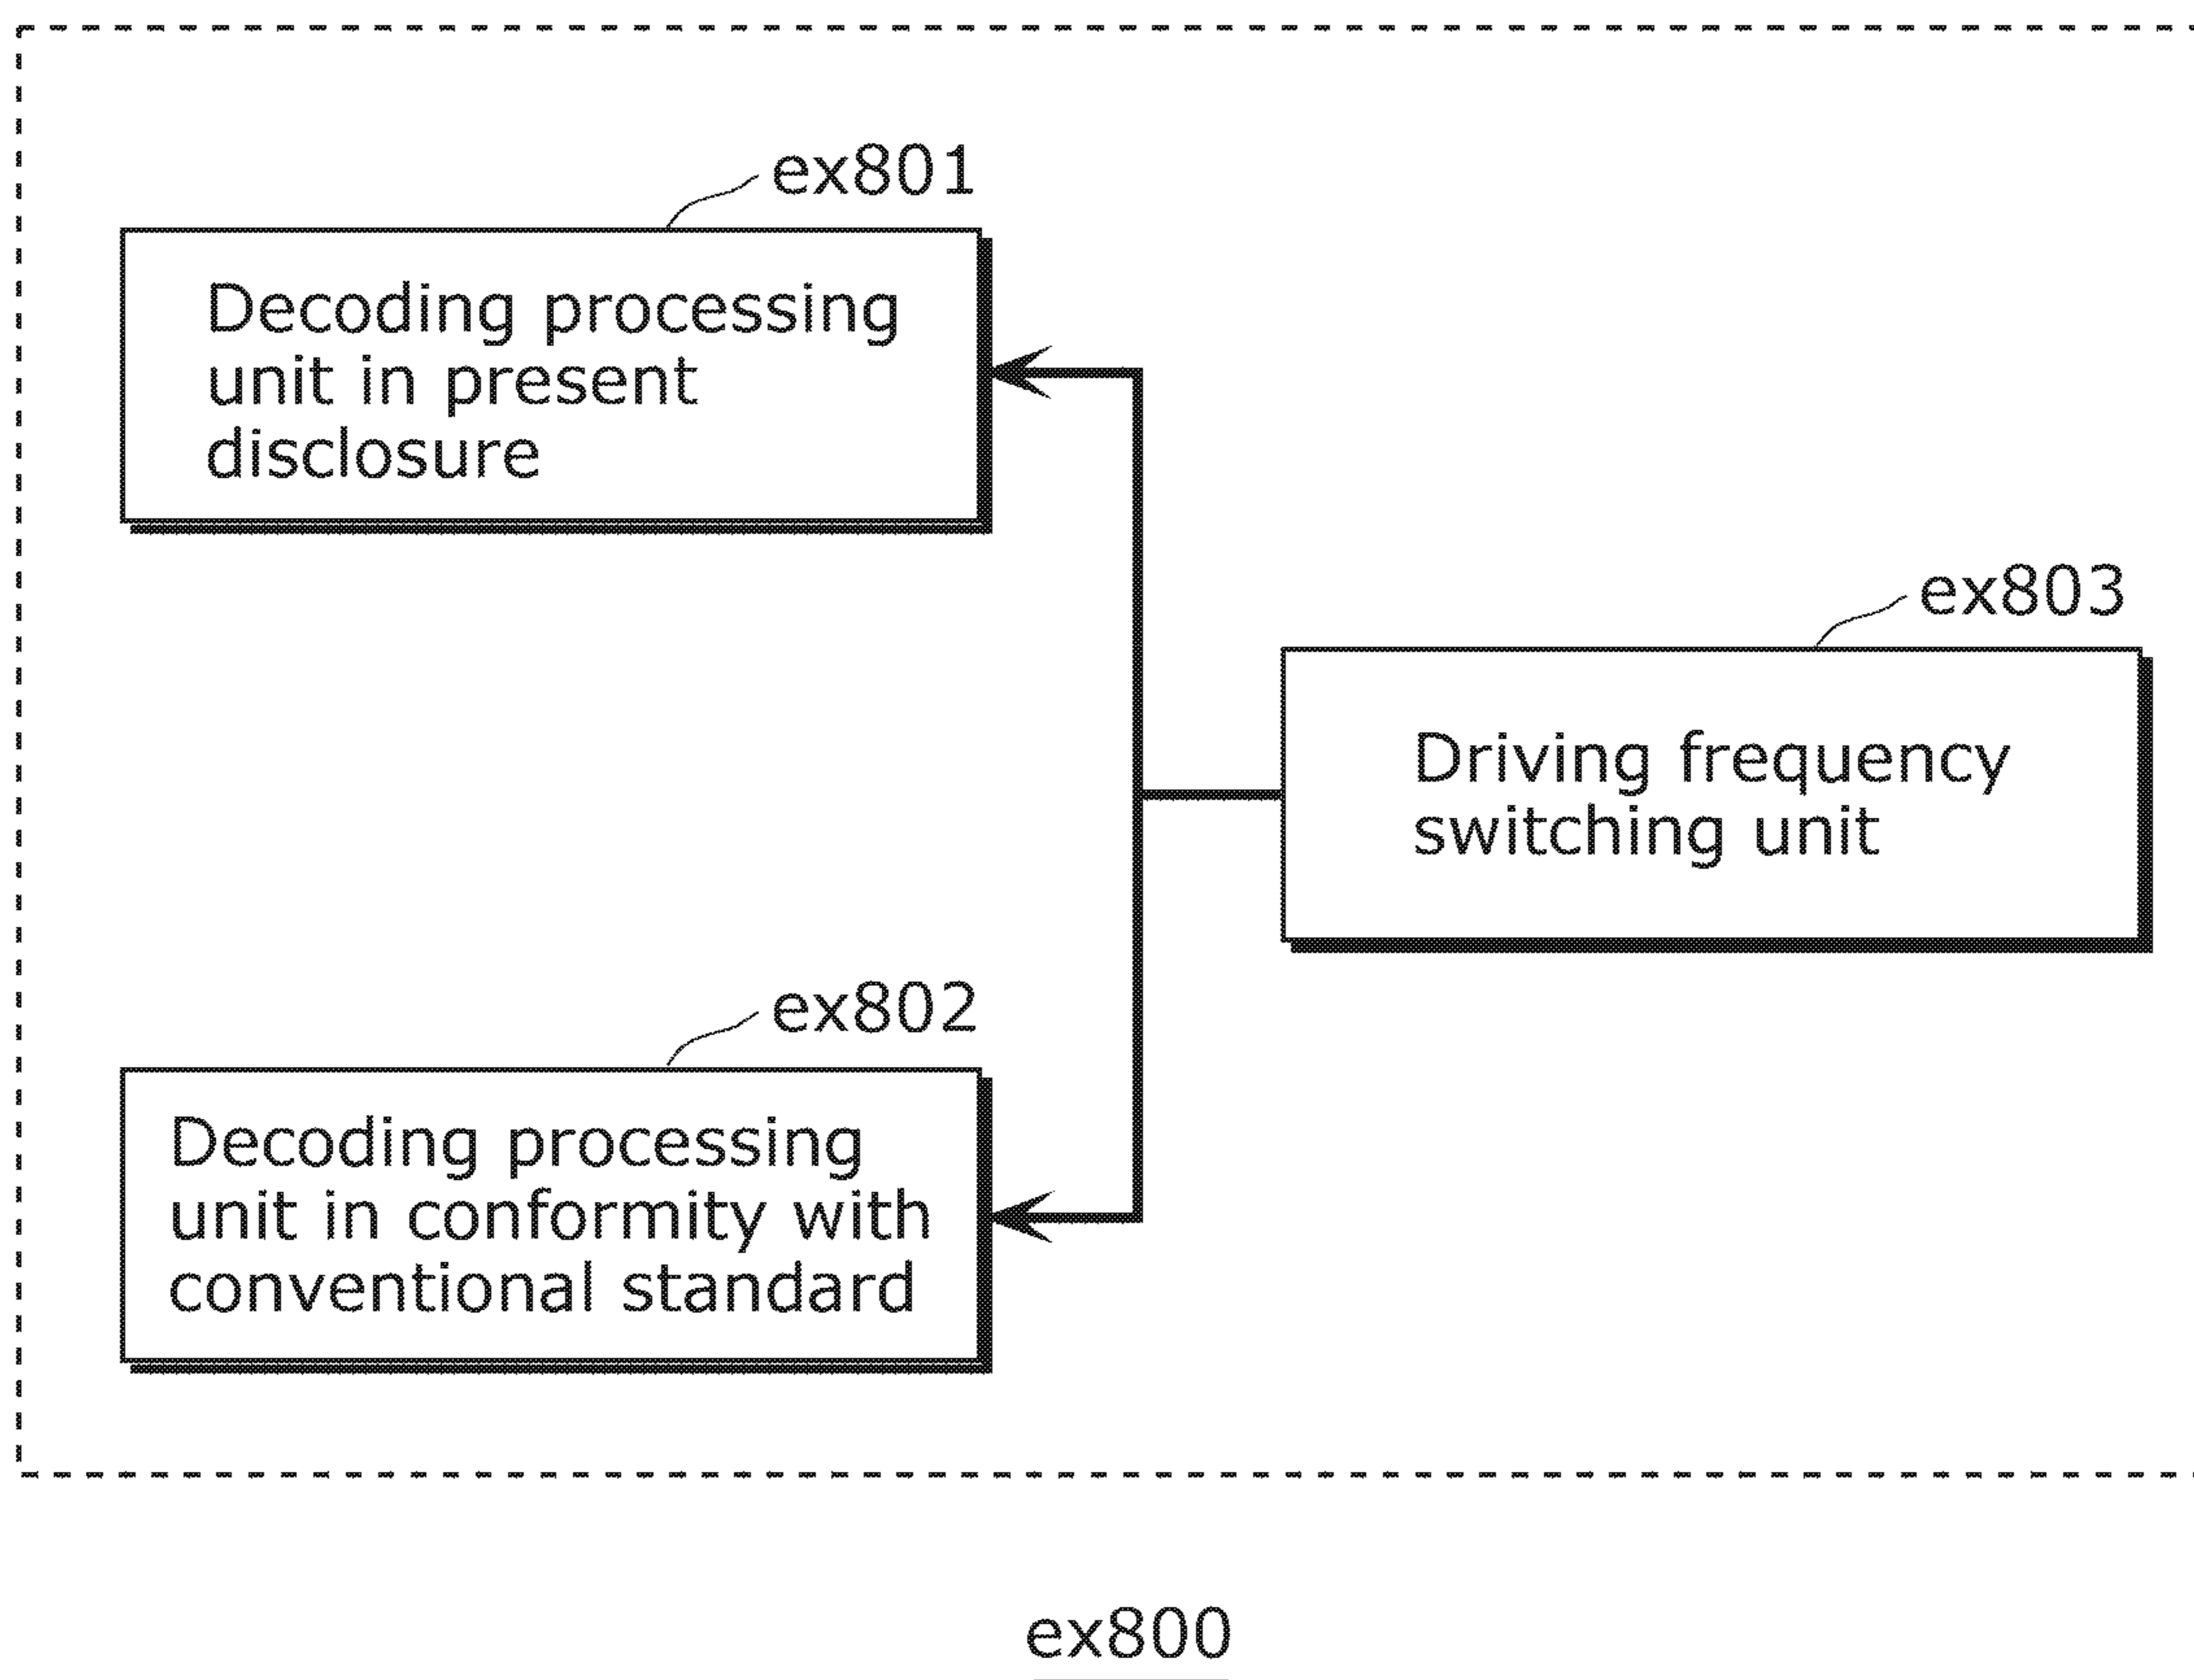 ex801
Decoding processing
unit in present
disclosure
ex803
Driving frequency
switching unit
ex802
Decoding processing
unit in conformity with
conventional standard
ex800